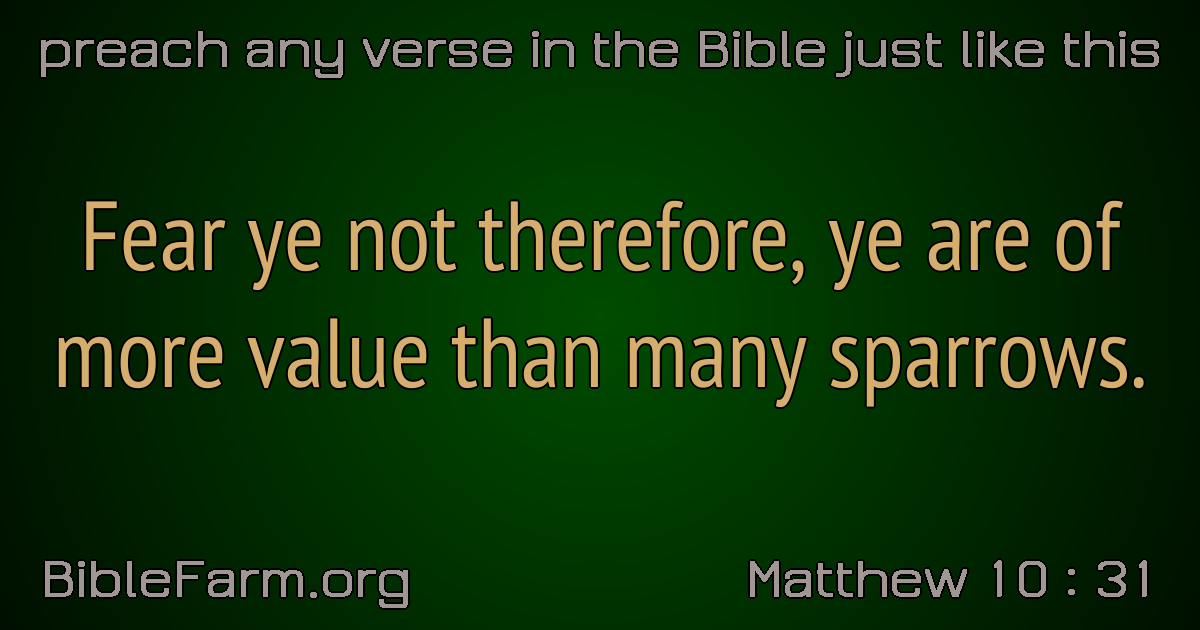 preach any verse in the Bible just like this
Fear ye not therefore, ye are of
more value than many sparrows.
BibleFarm.org
Matthew 10 : 31